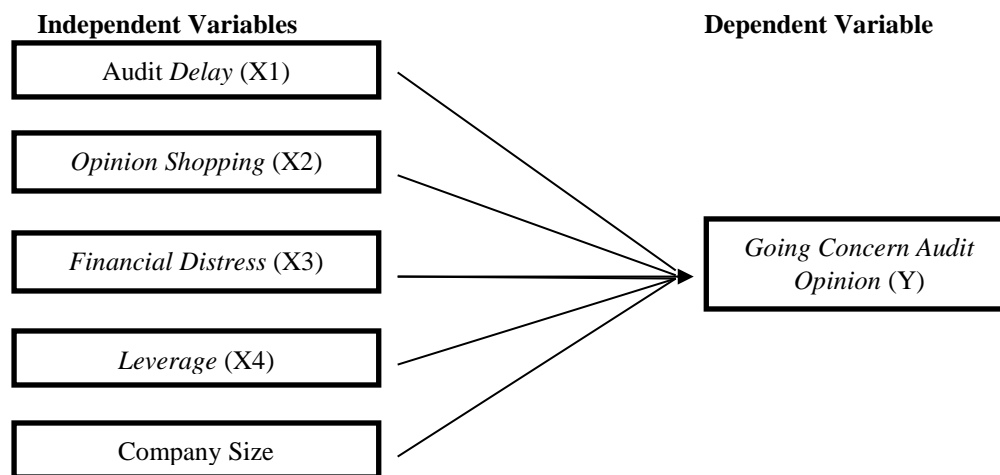 Independent Variables
Dependent Variable
Audit Delay (X1)
Opinion Shopping (X2)
Financial Distress (X3)
Going Concern Audit
Opinion (Y)
Leverage (X4)
Company Size